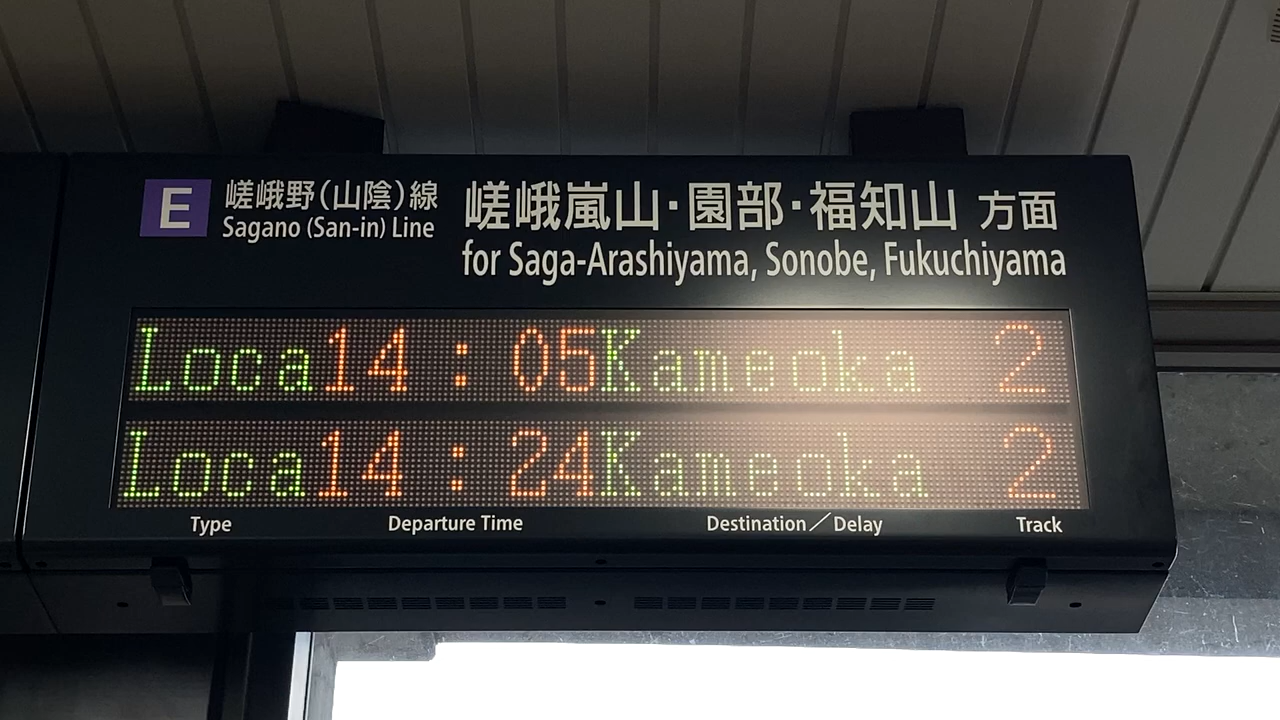 E 嵯峨野(山陰)線 嵯峨嵐山・園部・福知山 方面
Sagano (San-in) Line for Saga-Arashiyama, Sonobe, Fukuchiyama
Loca 14:05 Kameoka 2
Loca 14:24 Kameoka 2
Type Departure Time Destination／Delay Track